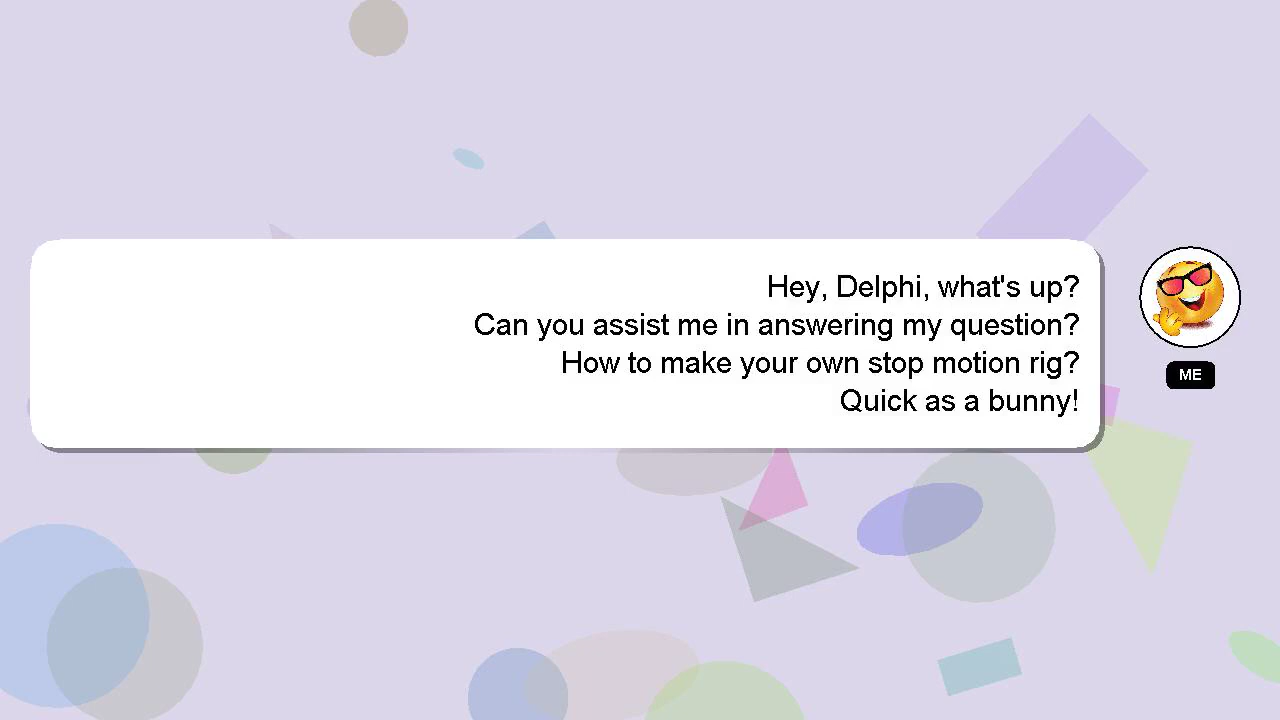 Hey, Delphi, what's up?
Can you assist me in answering my question?
How to make your own stop motion rig?
Quick as a bunny!
ME